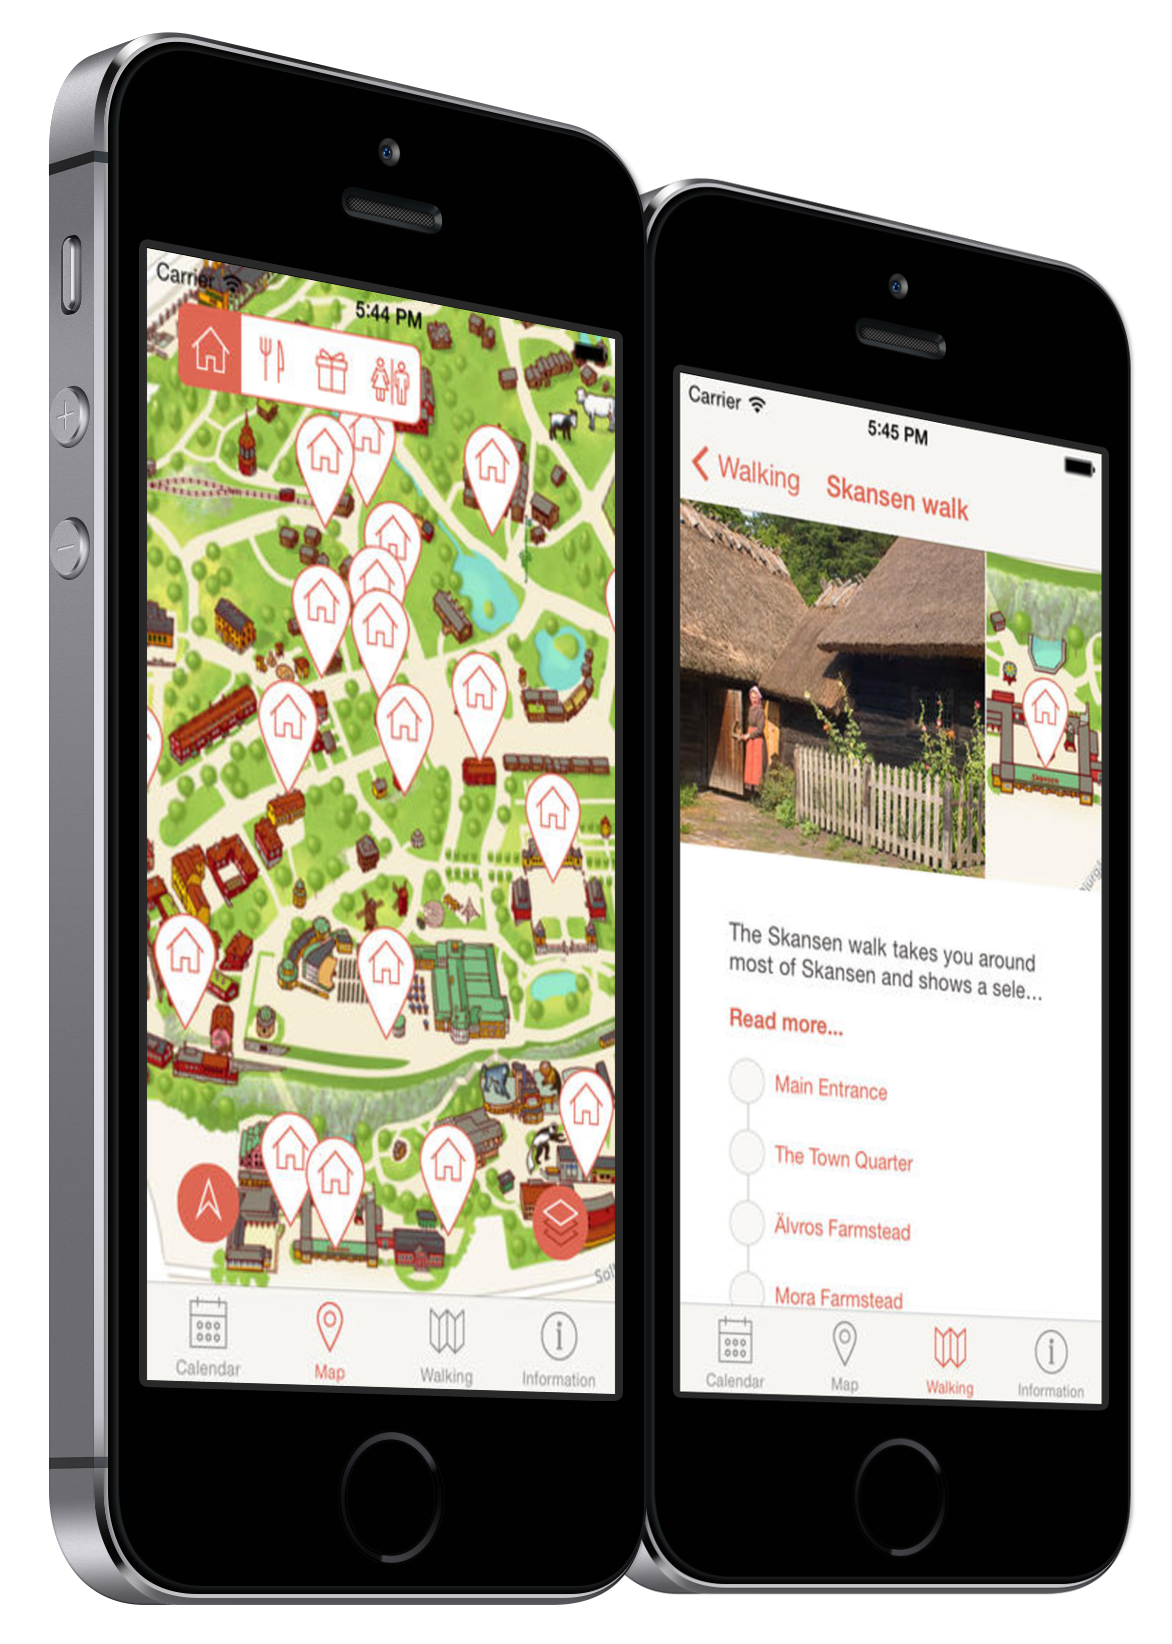 Carrier
5:44 PM
Calendar
Map
Walking
Information
Carrier
5:45 PM
Walking
Skansen walk
Skansen
The Skansen walk takes you around
most of Skansen and shows a sele...
Read more...
Main Entrance
The Town Quarter
Älvros Farmstead
Mora Farmstead
Calendar
Map
Walking
Information